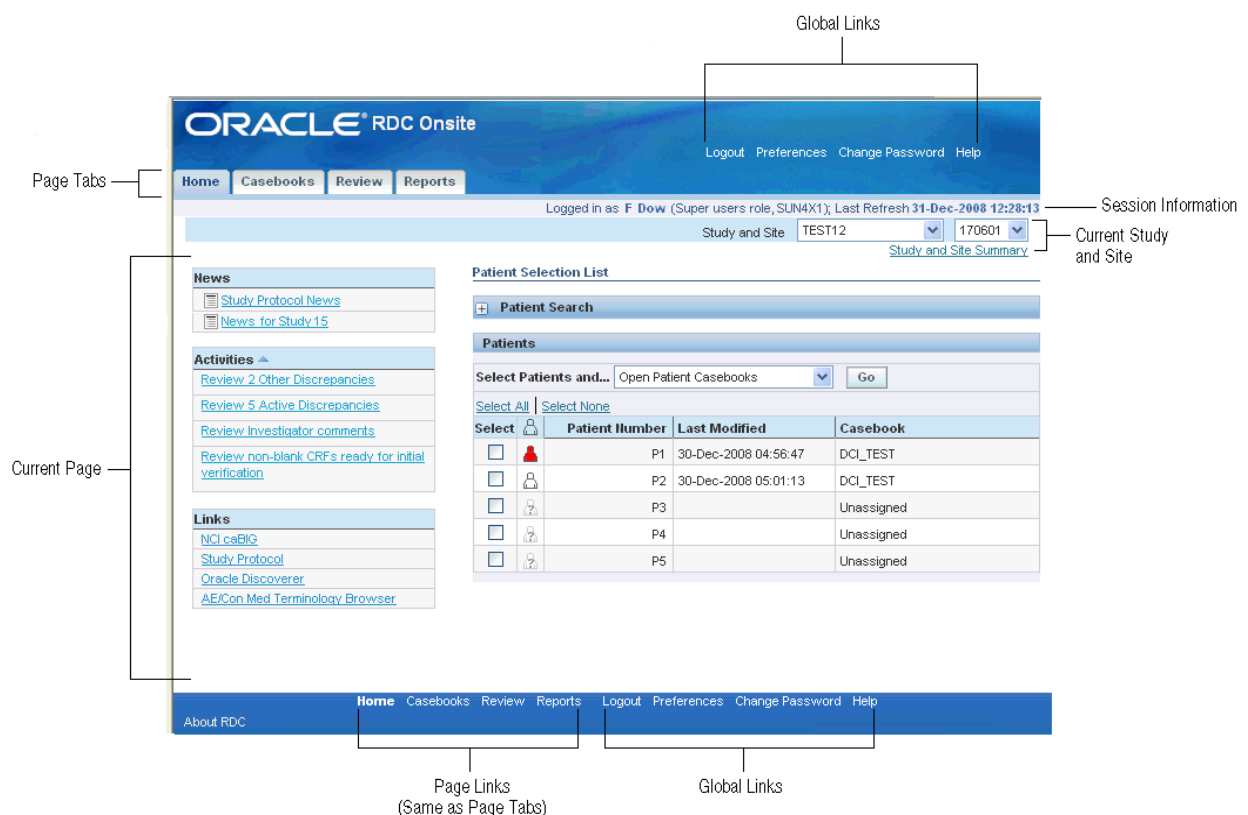 Global Links
ORACLE® RDC Onsite
Logout Preferences Change Password Help
Page Tabs
Home Casebooks Review Reports
Logged in as F Dow (Super users role, SUN4X1); Last Refresh 31-Dec-2008 12:28:13
Session Information
Study and Site TEST12 170601
Study and Site Summary
Current Study
and Site
News
Study Protocol News
News for Study 15
Activities
Review 2 Other Discrepancies
Review 5 Active Discrepancies
Review Investigator comments
Review non-blank CRFs ready for initial
verification
Current Page
Links
NCI caBIG
Study Protocol
Oracle Discoverer
AE/Con Med Terminology Browser
Patient Selection List
Patient Search
Patients
Select Patients and... Open Patient Casebooks Go
Select All | Select None
Select Patient Number Last Modified Casebook
P1 30-Dec-2008 04:56:47 DCI_TEST
P2 30-Dec-2008 05:01:13 DCI_TEST
? P3 Unassigned
? P4 Unassigned
? P5 Unassigned
Home Casebooks Review Reports Logout Preferences Change Password Help
About RDC
Page Links
(Same as Page Tabs)
Global Links